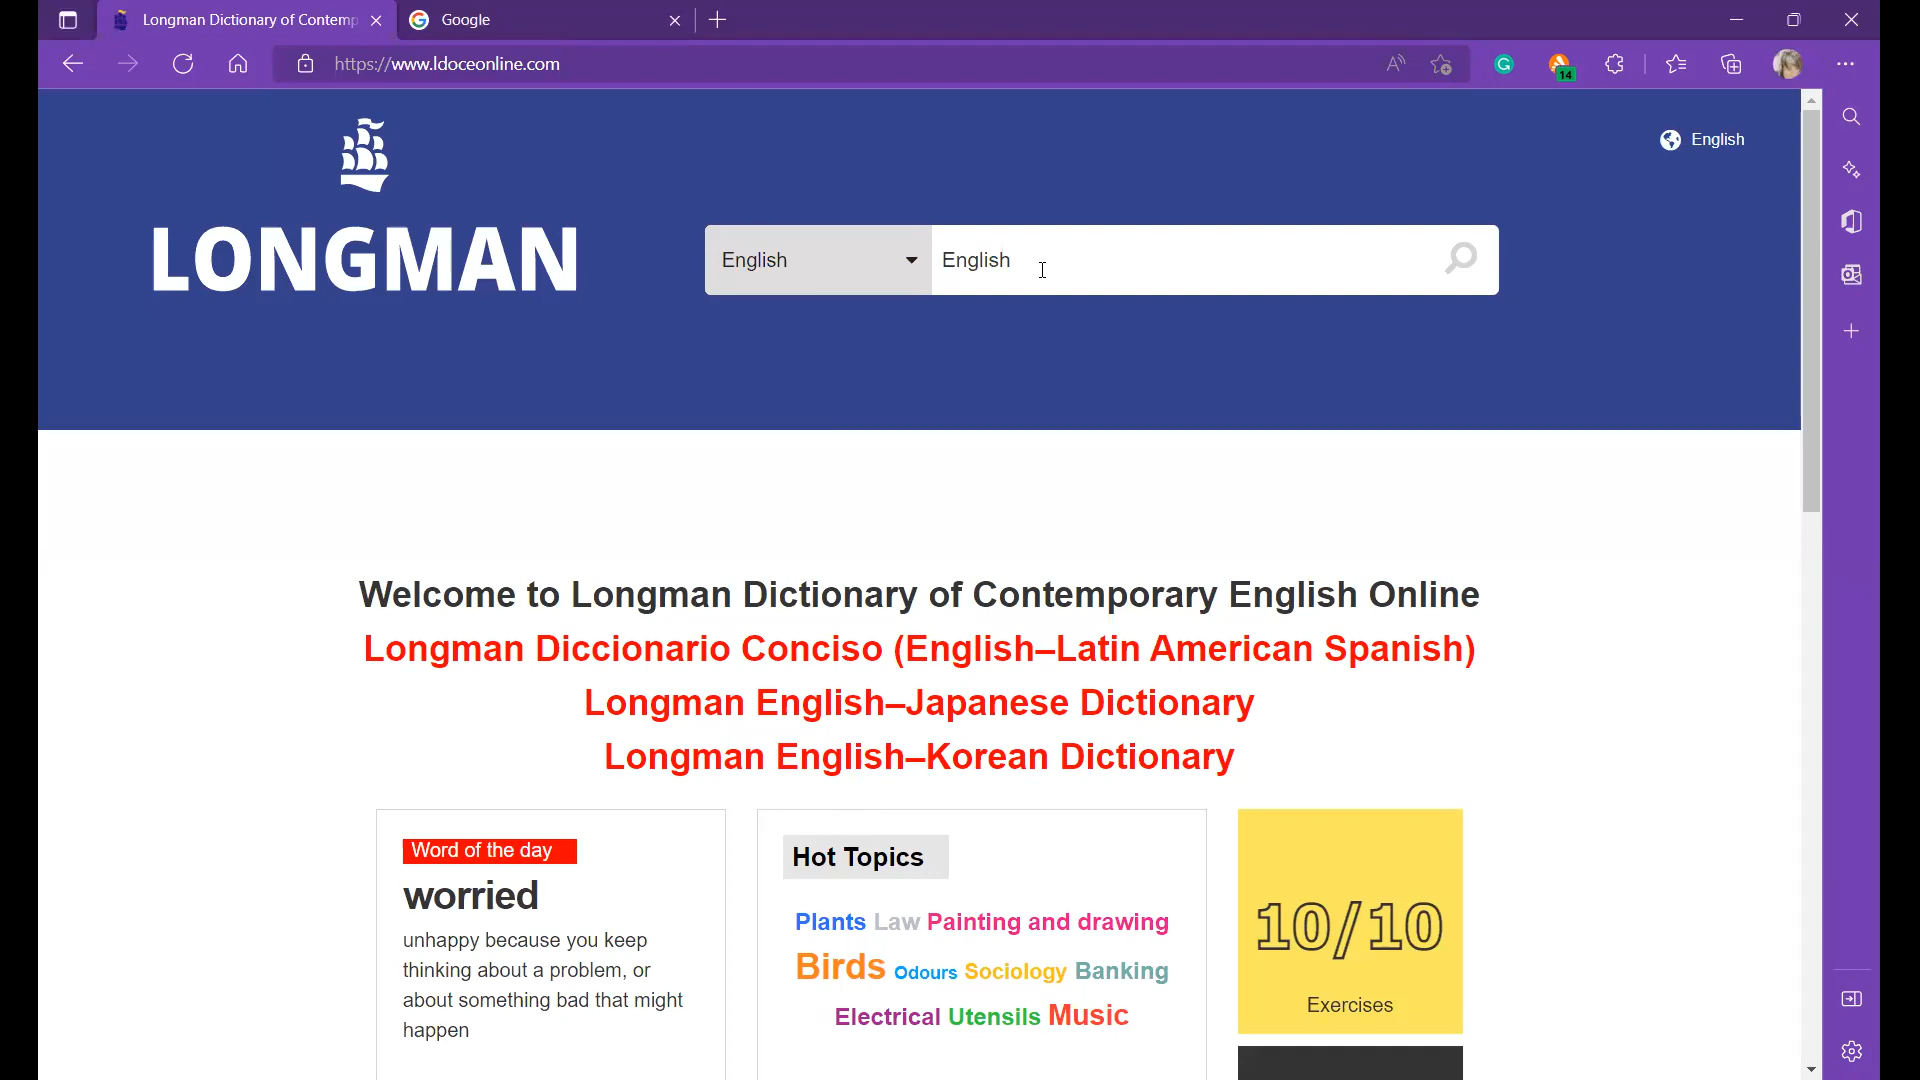 Longman Dictionary of Contemp
Google
https://www.ldoceonline.com
14
English
LONGMAN
English
English
Welcome to Longman Dictionary of Contemporary English Online
Longman Diccionario Conciso (English–Latin American Spanish)
Longman English–Japanese Dictionary
Longman English–Korean Dictionary
Word of the day
worried
unhappy because you keep
thinking about a problem, or
about something bad that might
happen
Hot Topics
Plants Law Painting and drawing
Birds Odours Sociology Banking
Electrical Utensils Music
10/10
Exercises